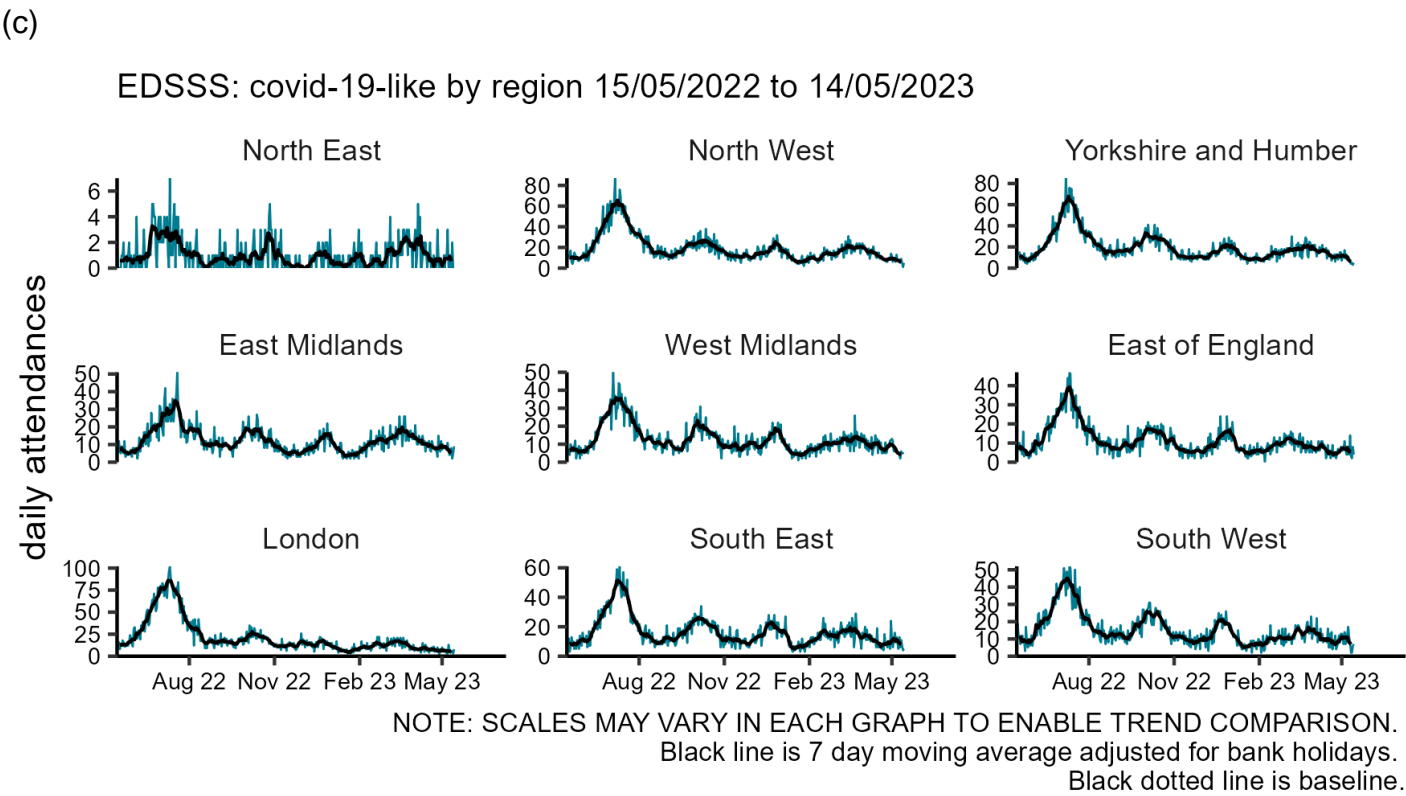 (c)
EDSSS: covid-19-like by region 15/05/2022 to 14/05/2023
North East
North West
Yorkshire and Humber
6
4
2
0
80
60
40
20
0
80
60
40
20
0
daily attendances
East Midlands
West Midlands
East of England
50
40
30
20
10
0
50
40
30
20
10
0
40
30
20
10
0
London
South East
South West
100
75
50
25
0
60
40
20
0
50
40
30
20
10
0
Aug 22 Nov 22 Feb 23 May 23
Aug 22 Nov 22 Feb 23 May 23
Aug 22 Nov 22 Feb 23 May 23
NOTE: SCALES MAY VARY IN EACH GRAPH TO ENABLE TREND COMPARISON.
Black line is 7 day moving average adjusted for bank holidays.
Black dotted line is baseline.